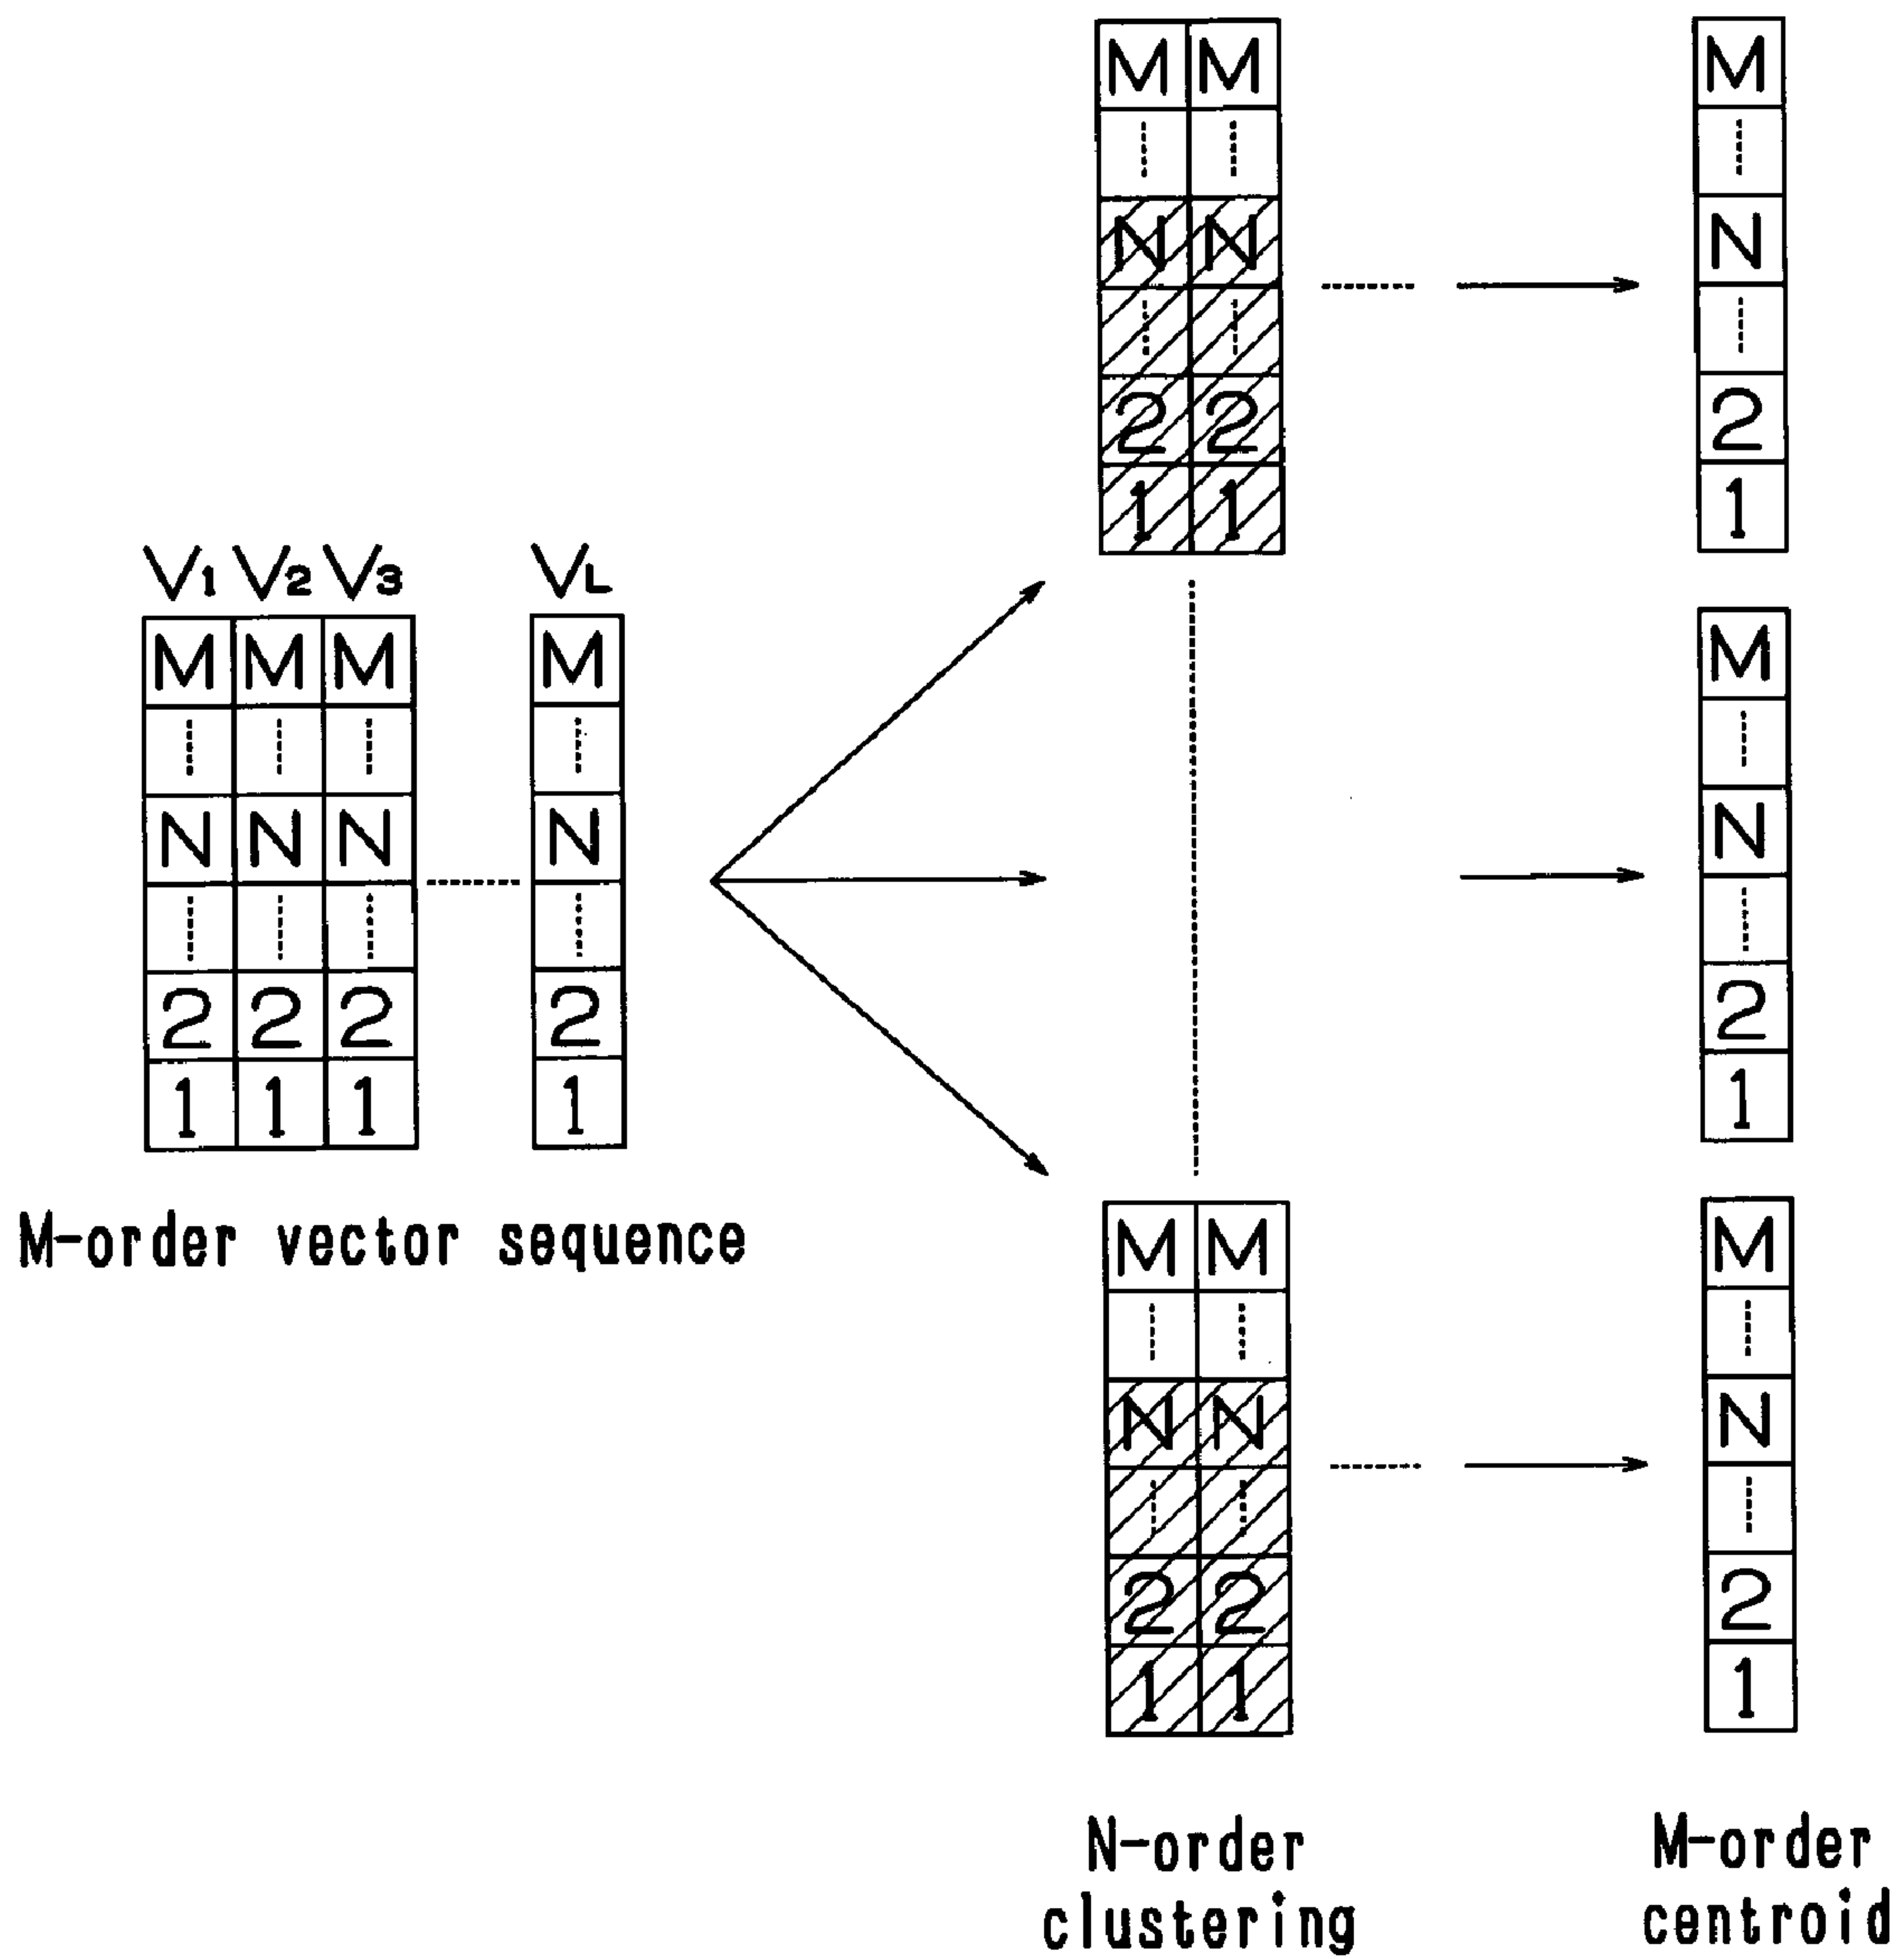 V1 V2 V3 VL
M M M M
N N N N
2 2 2 2
1 1 1 1
M-order vector sequence
M M
N N
2 2
1 1
M M
N N
2 2
1 1
N-order
clustering
M
N
2
1
M
N
2
1
M
N
2
1
M-order
centroid